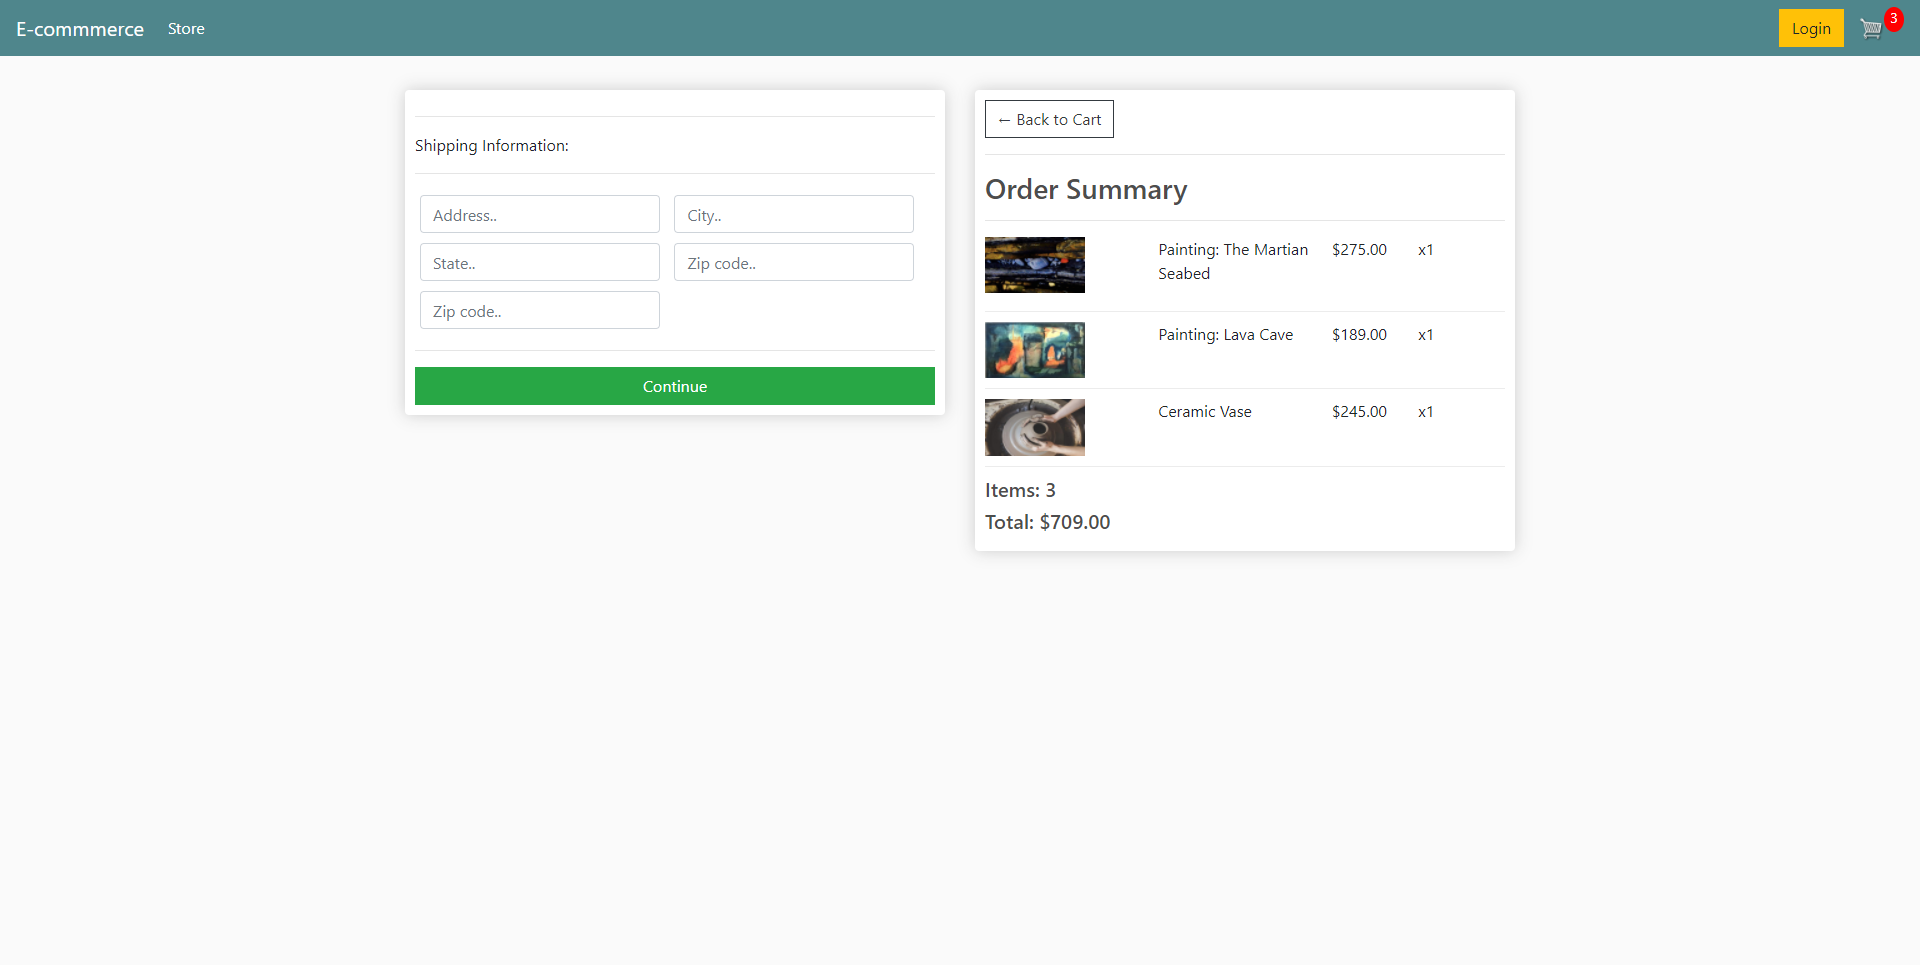 E-commmerce Store Login 3
Shipping Information:
Address.. City..
State.. Zip code..
Zip code..
Continue
← Back to Cart
Order Summary
Painting: The Martian Seabed $275.00 x1
Painting: Lava Cave $189.00 x1
Ceramic Vase $245.00 x1
Items: 3
Total: $709.00